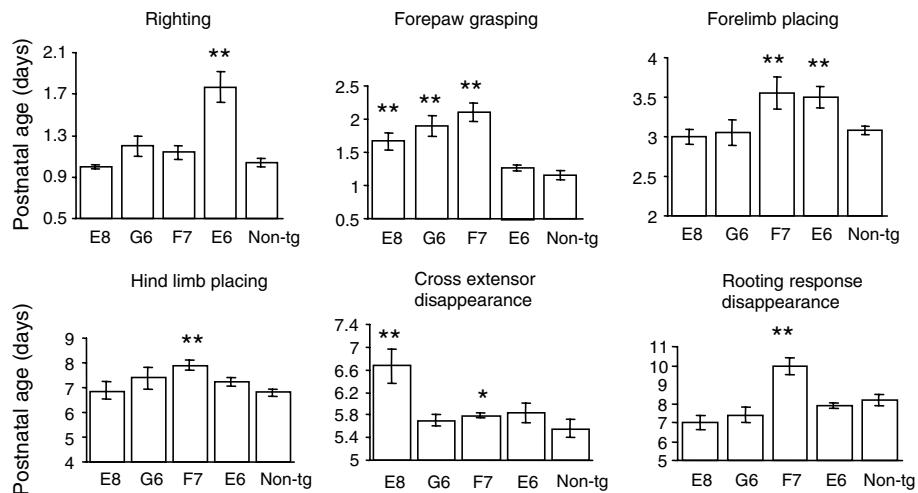 Righting
Forepaw grasping
Forelimb placing
Postnatal age (days)
2.1
1.7
1.3
0.9
0.5
**
E8 G6 F7 E6 Non-tg
2.5
2
1.5
1
0.5
** ** **
E8 G6 F7 E6 Non-tg
4
3.5
3
2.5
2
** **
E8 G6 F7 E6 Non-tg
Hind limb placing
Cross extensor
disappearance
Rooting response
disappearance
Postnatal age (days)
9
8
7
6
5
4
**
E8 G6 F7 E6 Non-tg
7.4
7
6.6
6.2
5.8
5.4
5
**
*
E8 G6 F7 E6 Non-tg
11
10
9
8
7
6
5
**
E8 G6 F7 E6 Non-tg